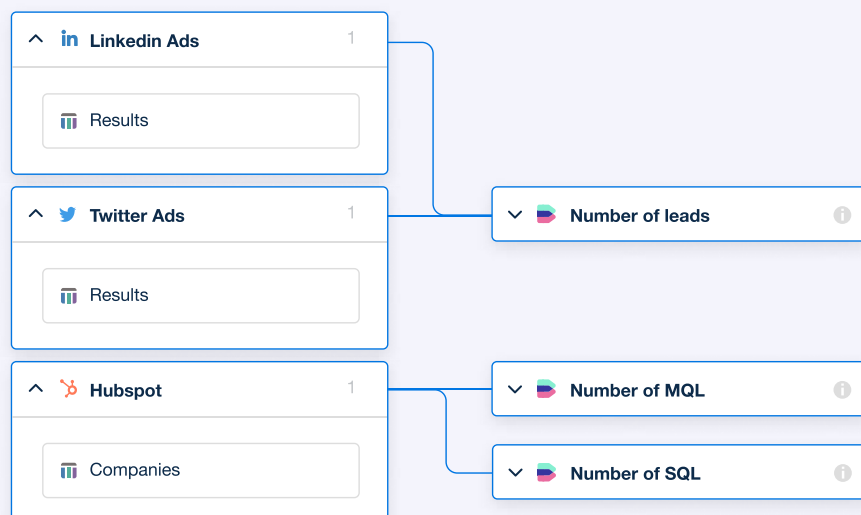 Linkedin Ads 1
Results
Twitter Ads 1
Number of leads
Results
Hubspot 1
Number of MQL
Companies
Number of SQL